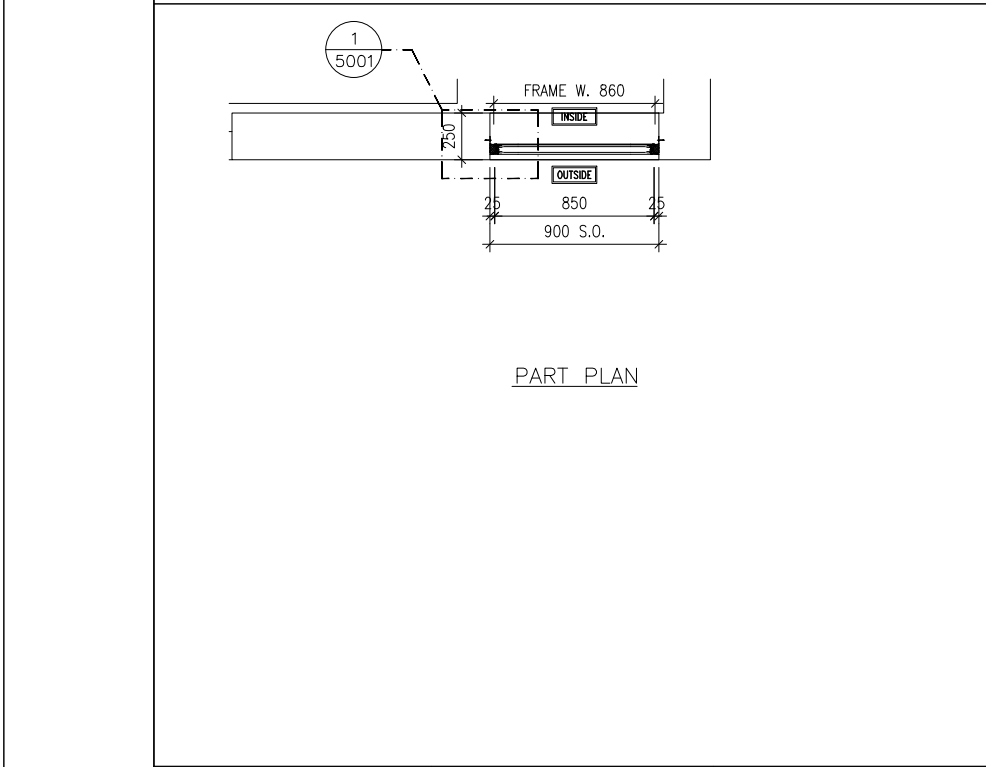 1
5001
FRAME W. 860
INSIDE
250
OUTSIDE
25 850 25
900 S.O.
PART PLAN